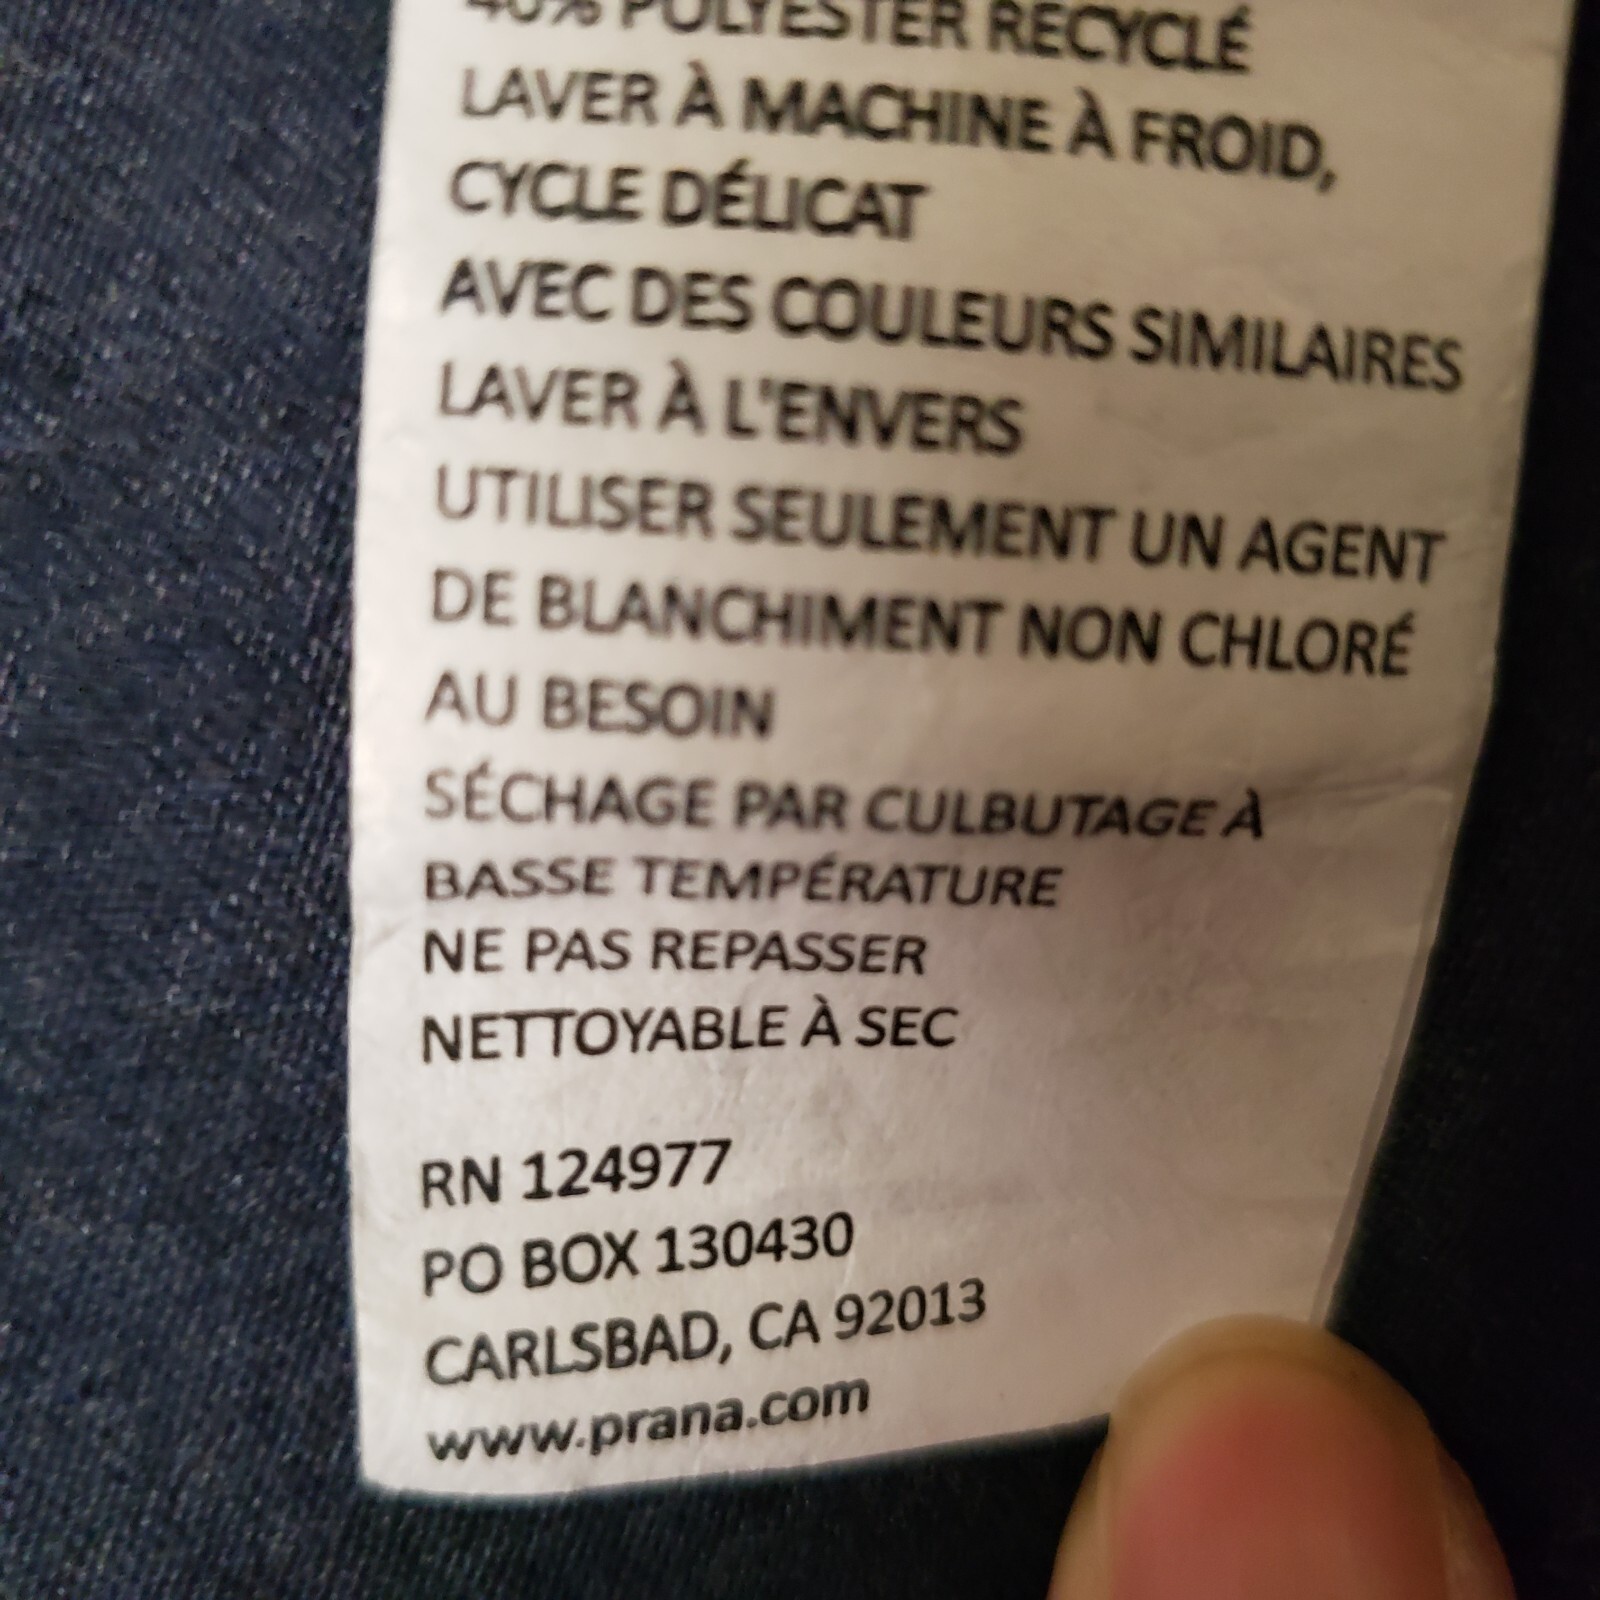 40% POLYESTER RECYCLÉ
LAVER À MACHINE À FROID,
CYCLE DÉLICAT
AVEC DES COULEURS SIMILAIRES
LAVER À L'ENVERS
UTILISER SEULEMENT UN AGENT
DE BLANCHIMENT NON CHLORÉ
AU BESOIN
SÉCHAGE PAR CULBUTAGE À
BASSE TEMPÉRATURE
NE PAS REPASSER
NETTOYABLE À SEC
RN 124977
PO BOX 130430
CARLSBAD, CA 92013
www.prana.com